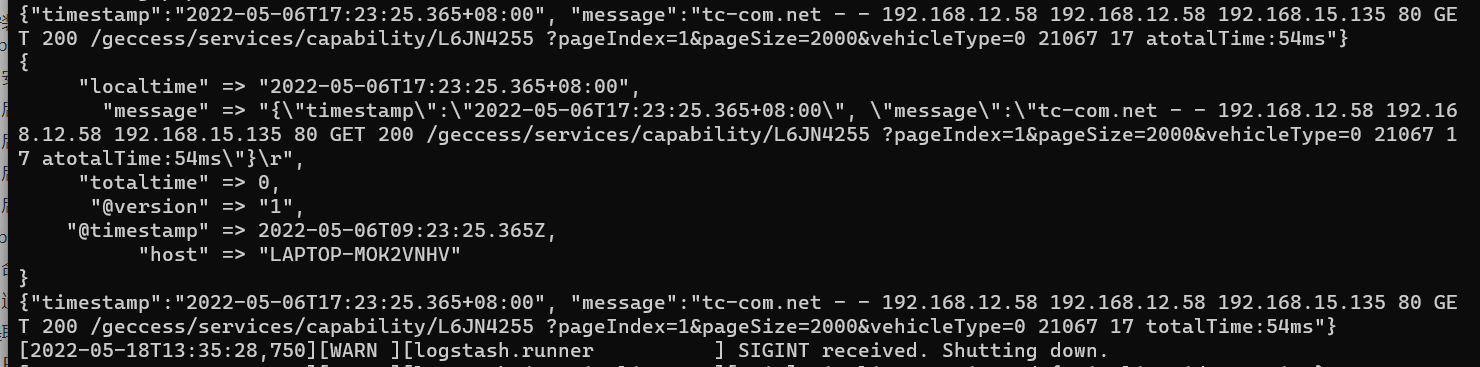 {"timestamp":"2022-05-06T17:23:25.365+08:00", "message":"tc-com.net - - 192.168.12.58 192.168.12.58 192.168.15.135 80 GE
T 200 /geccess/services/capability/L6JN4255 ?pageIndex=1&pageSize=2000&vehicleType=0 21067 17 atotalTime:54ms"}
{
     "localtime" => "2022-05-06T17:23:25.365+08:00",
       "message" => "{\"timestamp\":\"2022-05-06T17:23:25.365+08:00\", \"message\":\"tc-com.net - - 192.168.12.58 192.16
8.12.58 192.168.15.135 80 GET 200 /geccess/services/capability/L6JN4255 ?pageIndex=1&pageSize=2000&vehicleType=0 21067 1
7 atotalTime:54ms\"}\r",
     "totaltime" => 0,
      "@version" => "1",
    "@timestamp" => 2022-05-06T09:23:25.365Z,
          "host" => "LAPTOP-MOK2VNHV"
}
{"timestamp":"2022-05-06T17:23:25.365+08:00", "message":"tc-com.net - - 192.168.12.58 192.168.12.58 192.168.15.135 80 GE
T 200 /geccess/services/capability/L6JN4255 ?pageIndex=1&pageSize=2000&vehicleType=0 21067 17 totalTime:54ms"}
[2022-05-18T13:35:28,750][WARN ][logstash.runner          ] SIGINT received. Shutting down.